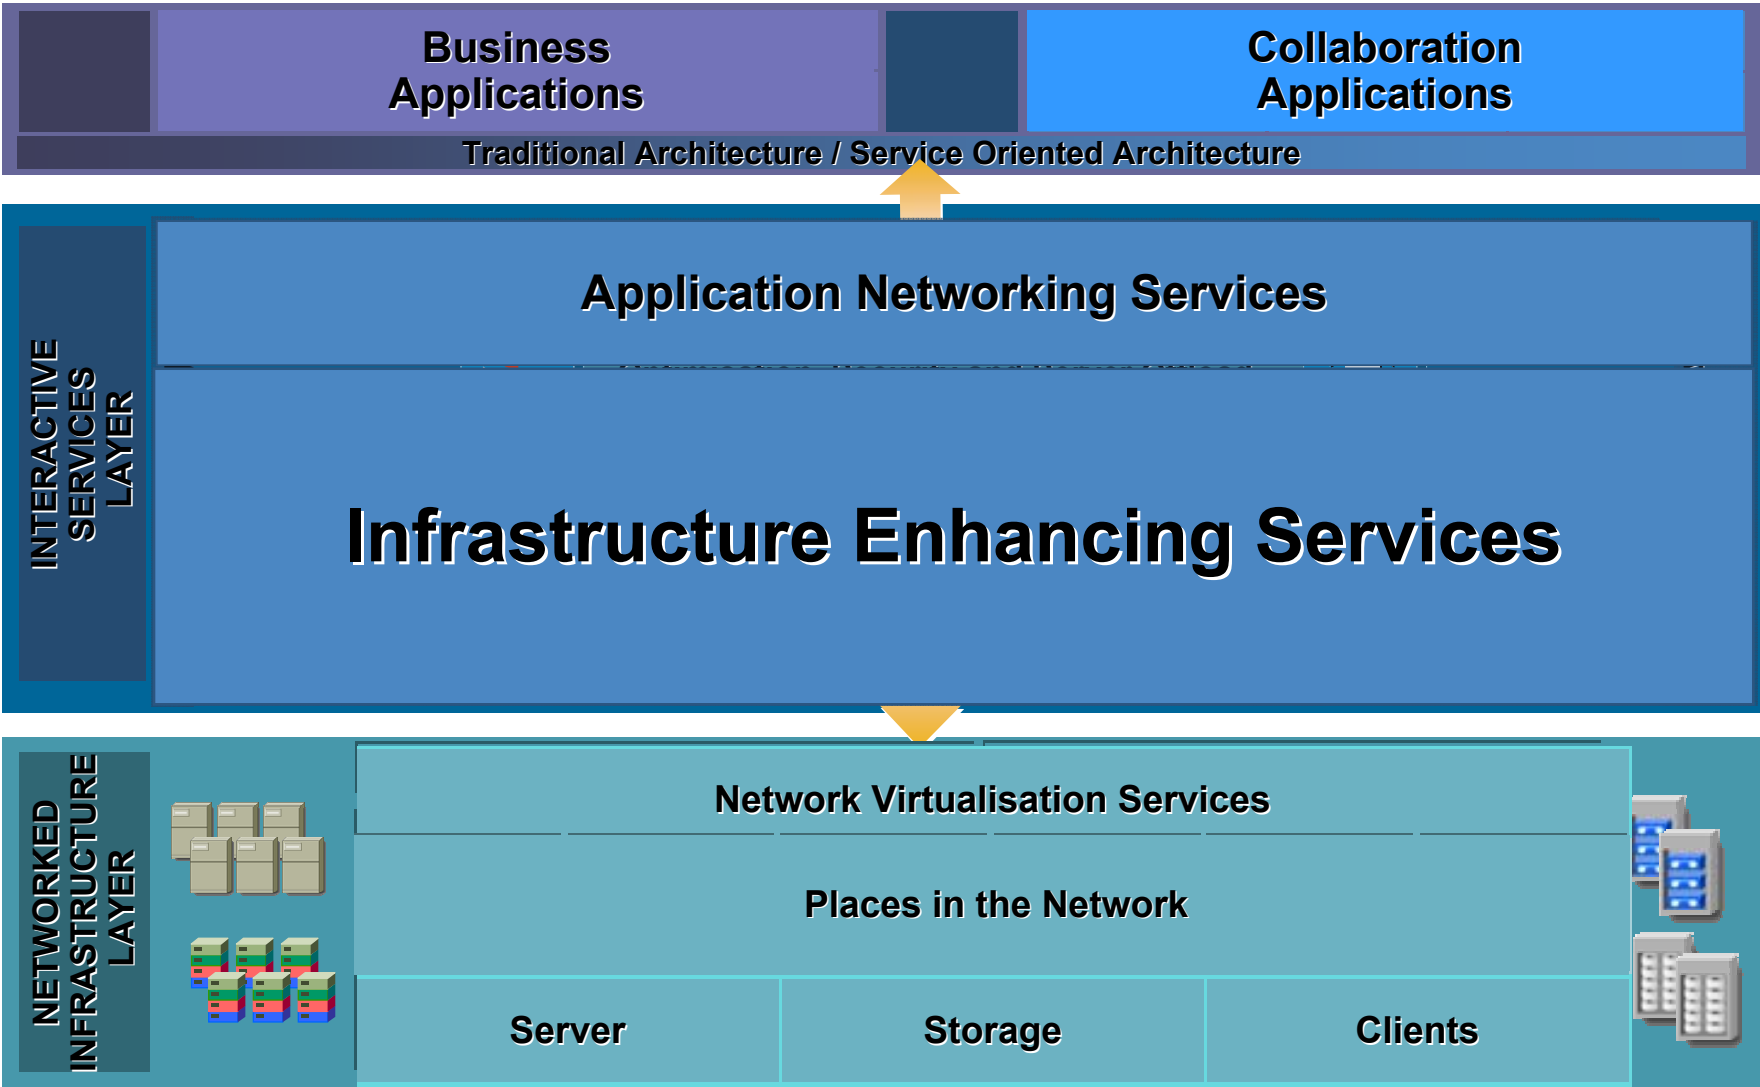 Business
Applications
Collaboration
Applications
Traditional Architecture / Service Oriented Architecture
INTERACTIVE
SERVICES
LAYER
Application Networking Services
Infrastructure Enhancing Services
NETWORKED
INFRASTRUCTURE
LAYER
Network Virtualisation Services
Places in the Network
Server
Storage
Clients